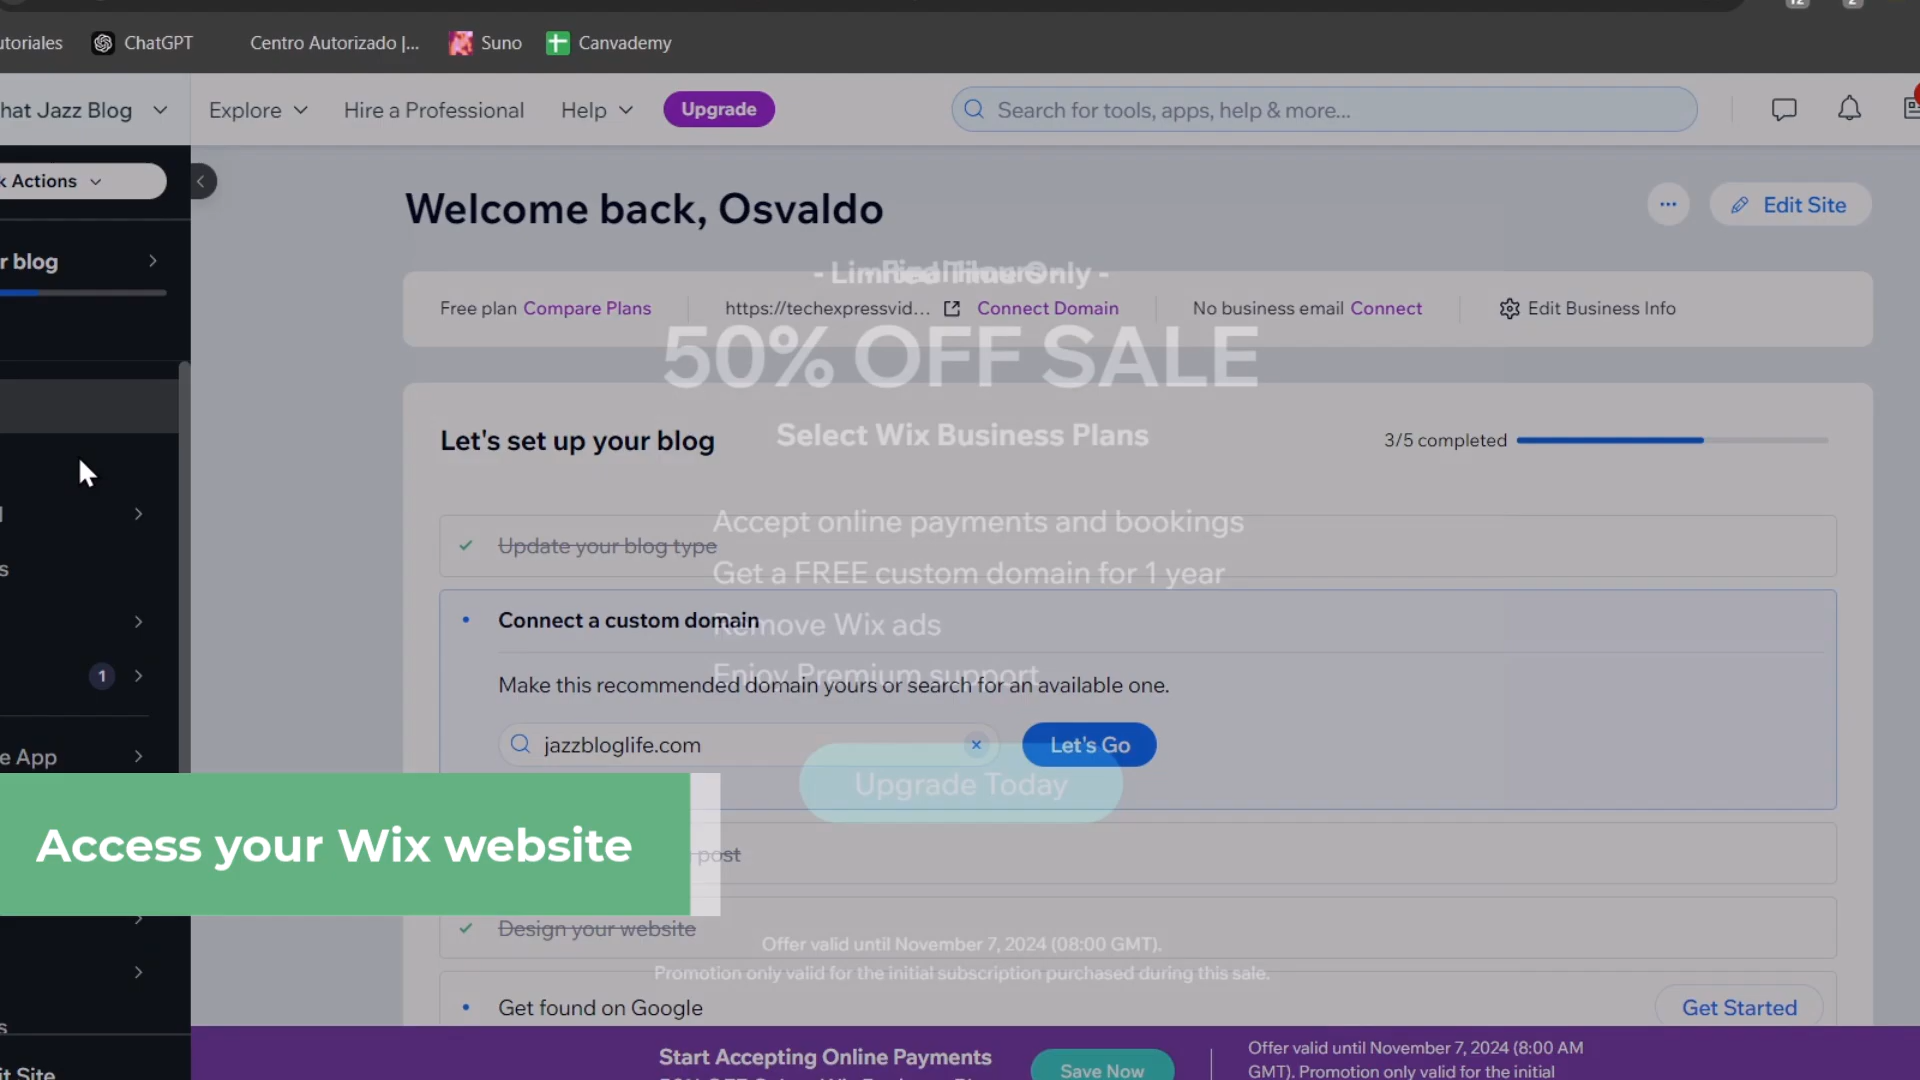 12 2
utoriales ChatGPT Centro Autorizado |... Suno Canvademy
hat Jazz Blog Explore Hire a Professional Help Upgrade Search for tools, apps, help & more...
k Actions
Welcome back, Osvaldo
... Edit Site
r blog
- Limited Time Only -
Free plan Compare Plans https://techexpressvid... Connect Domain No business email Connect Edit Business Info
50% OFF SALE
Let's set up your blog
Select Wix Business Plans
3/5 completed
Accept online payments and bookings
Update your blog type
Get a FREE custom domain for 1 year
Connect a custom domain
Remove Wix ads
Enjoy Premium support
Make this recommended domain yours or search for an available one.
1
jazzbloglife.com Let's Go
e App
Upgrade Today
Access your Wix website
post
Design your website
Offer valid until November 7, 2024 (08:00 GMT).
Promotion only valid for the initial subscription purchased during this sale.
Get found on Google Get Started
s
Start Accepting Online Payments
Save Now
Offer valid until November 7, 2024 (8:00 AM
GMT). Promotion only valid for the initial
it Site